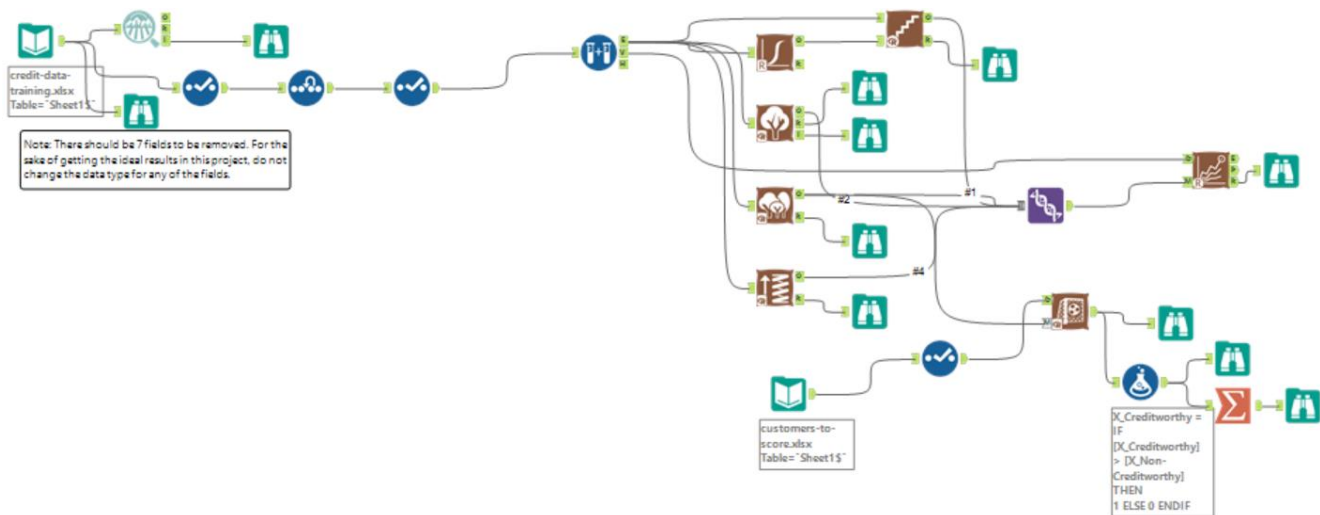 credit-data-
training.xlsx
Table=`Sheet1$`
Note: There should be 7 fields to be removed. For the
sake of getting the ideal results in this project, do not
change the data type for any of the fields.
#1
#2
#4
customers-to-
score.xlsx
Table=`Sheet1$`
X_Creditworthy =
IF
[X_Creditworthy]
> [X_Non-
Creditworthy]
THEN
1 ELSE 0 ENDIF